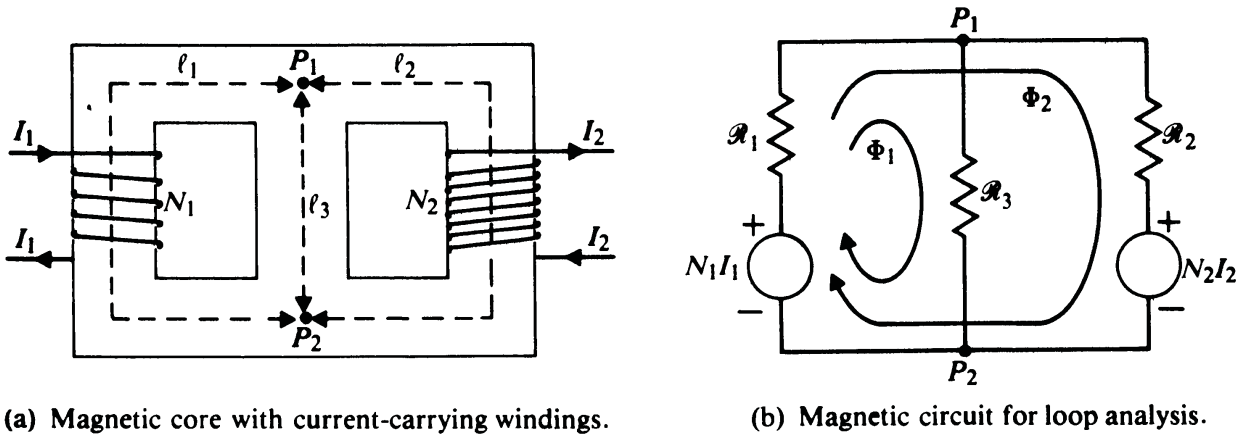 ℓ₁ P₁ ℓ₂
I₁ I₂
N₁ ℓ₃ N₂
I₁ I₂
P₂
(a) Magnetic core with current-carrying windings.
P₁
Φ₂
ℛ₁ Φ₁ ℛ₂
ℛ₃
+ +
N₁I₁ N₂I₂
− −
P₂
(b) Magnetic circuit for loop analysis.